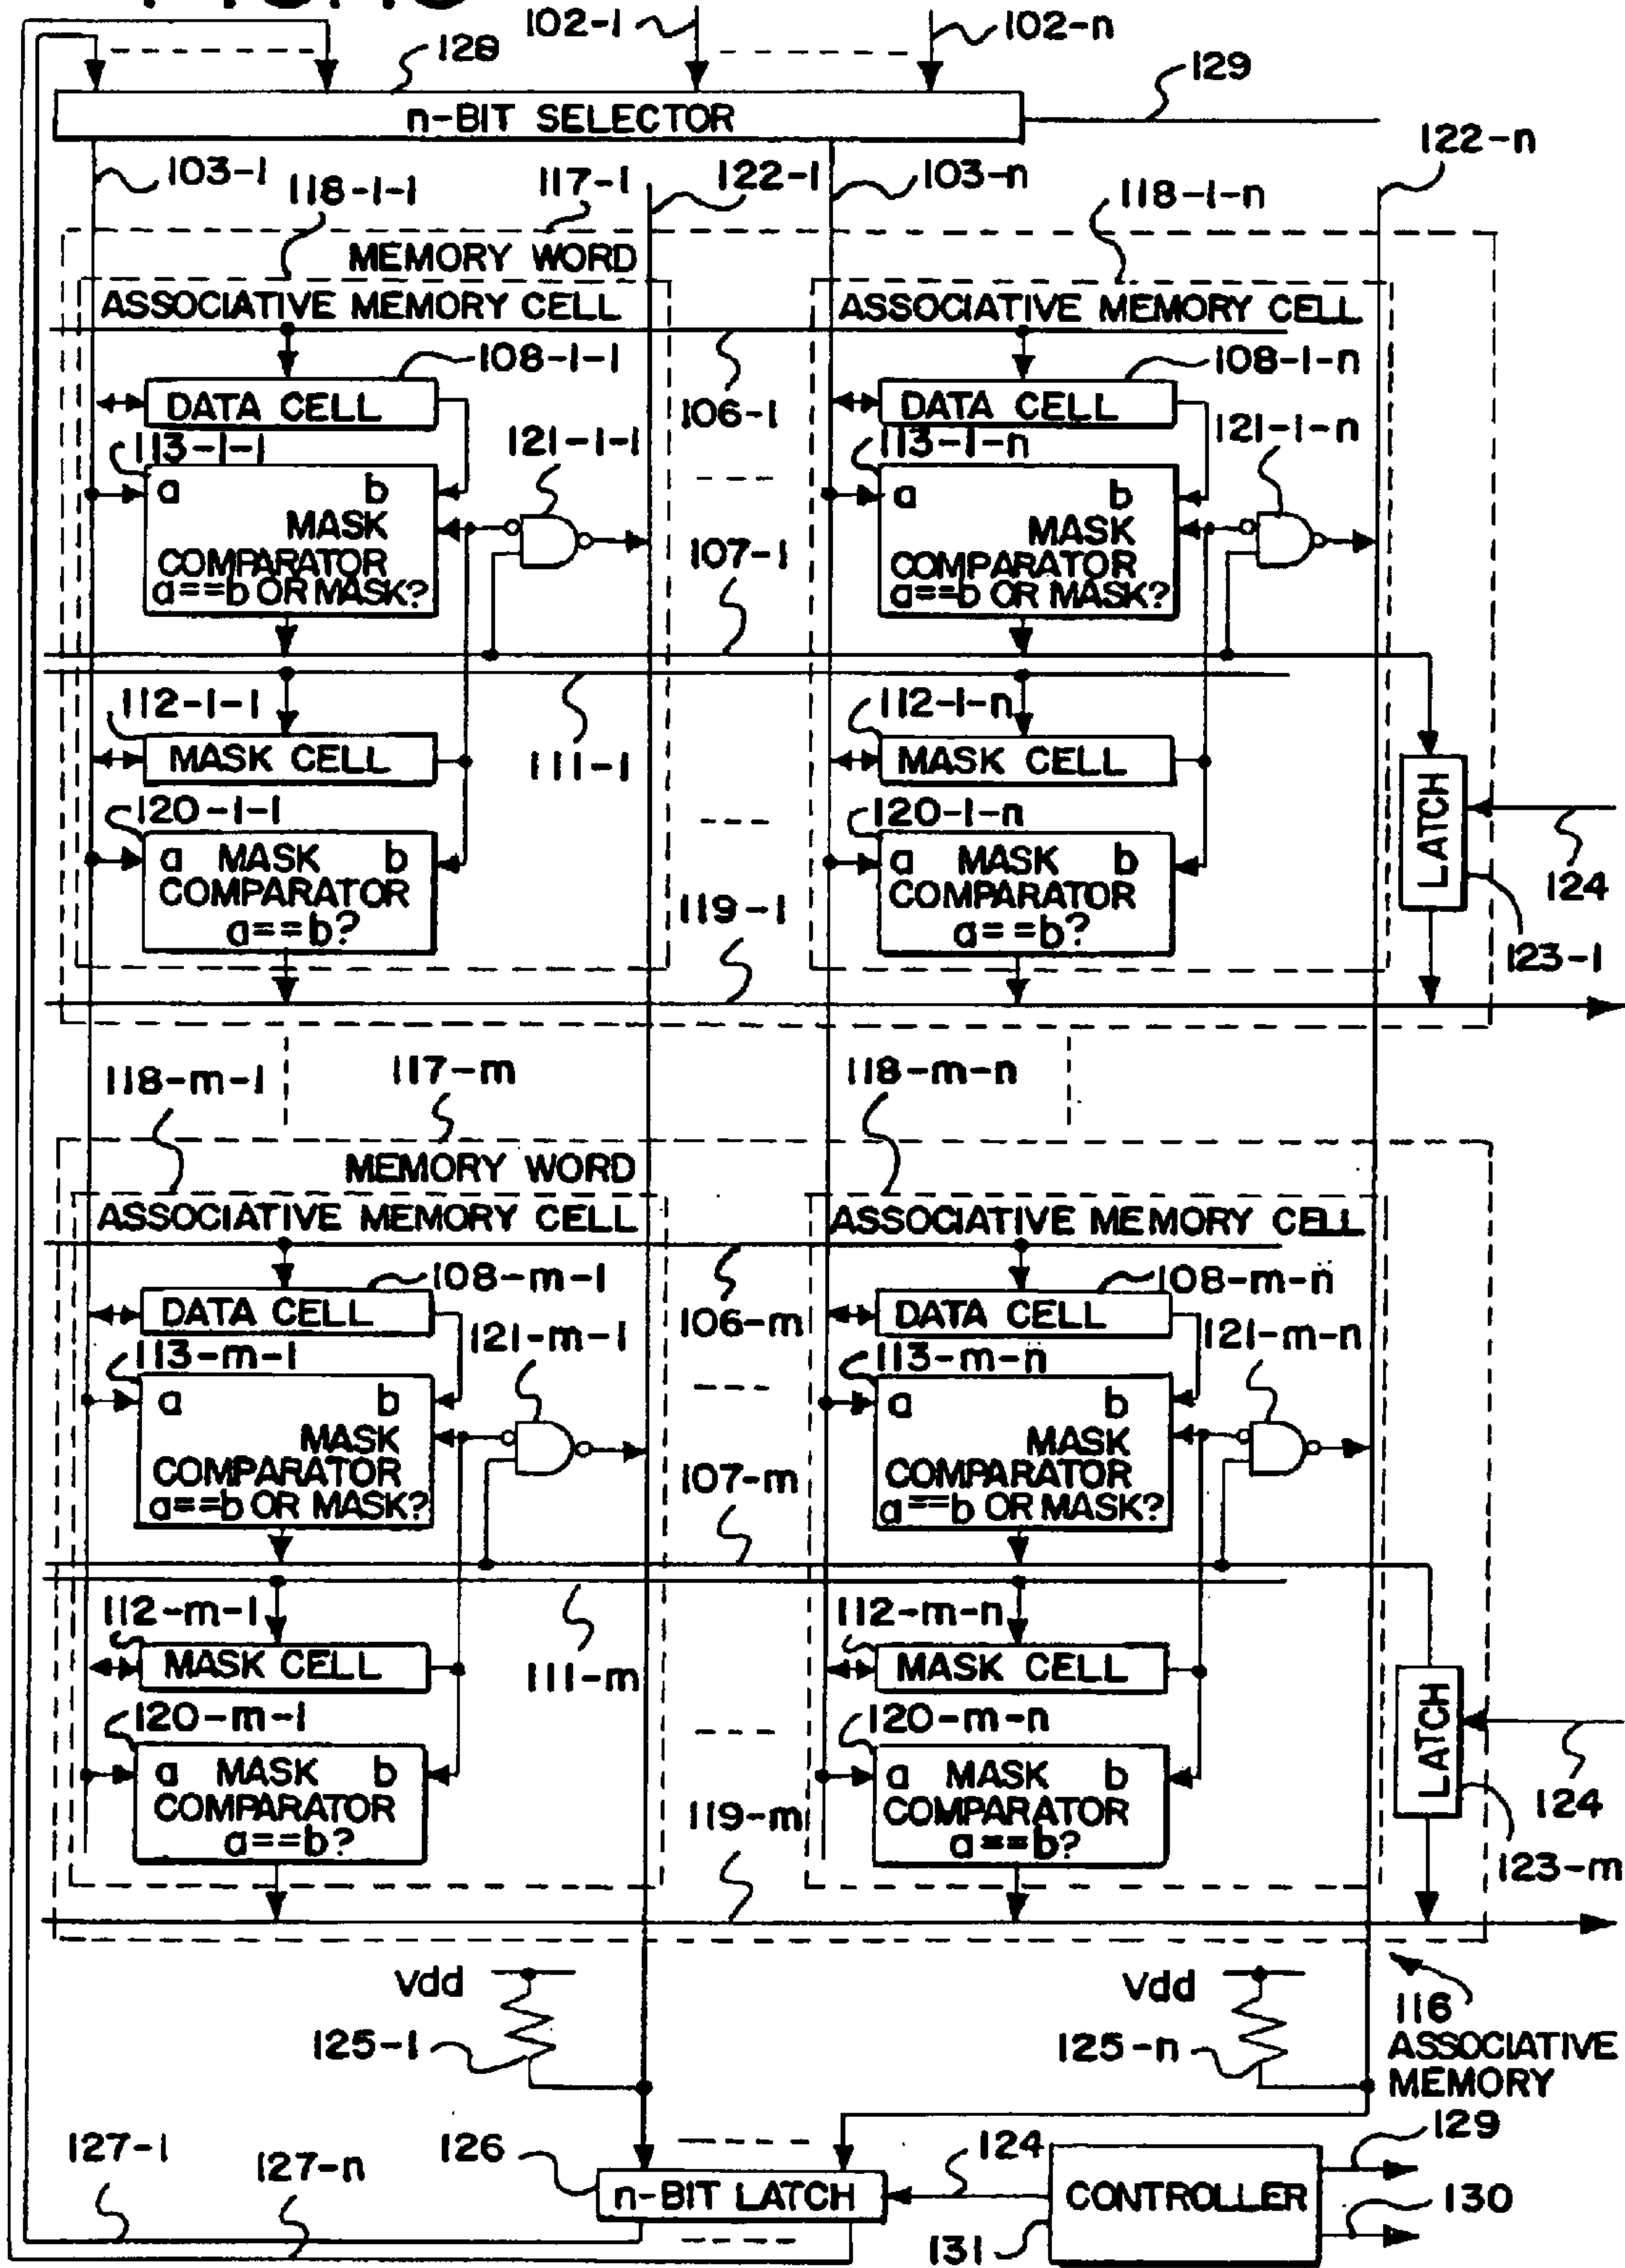 102-1
102-n
128
129
n-BIT SELECTOR
103-1
118-1-1
117-1
122-1
103-n
118-1-n
122-n
MEMORY WORD
ASSOCIATIVE MEMORY CELL
ASSOCIATIVE MEMORY CELL
108-1-1
108-1-n
DATA CELL
106-1
DATA CELL
113-1-1
121-1-1
113-1-n
121-1-n
a b
MASK
COMPARATOR
a==b OR MASK?
107-1
a b
MASK
COMPARATOR
a==b OR MASK?
112-1-1
112-1-n
MASK CELL
111-1
MASK CELL
LATCH
124
123-1
120-1-1
120-1-n
a MASK b
COMPARATOR
a==b?
119-1
a MASK b
COMPARATOR
a==b?
118-m-1
117-m
118-m-n
MEMORY WORD
ASSOCIATIVE MEMORY CELL
ASSOCIATIVE MEMORY CELL
108-m-1
108-m-n
DATA CELL
106-m
DATA CELL
113-m-1
121-m-1
113-m-n
121-m-n
a b
MASK
COMPARATOR
a==b OR MASK?
107-m
a b
MASK
COMPARATOR
a==b OR MASK?
112-m-1
112-m-n
MASK CELL
111-m
MASK CELL
LATCH
124
123-m
120-m-1
120-m-n
a MASK b
COMPARATOR
a==b?
119-m
a MASK b
COMPARATOR
a==b?
Vdd
125-1
Vdd
125-n
116
ASSOCIATIVE
MEMORY
127-1
127-n
126
n-BIT LATCH
124
CONTROLLER
131
129
130